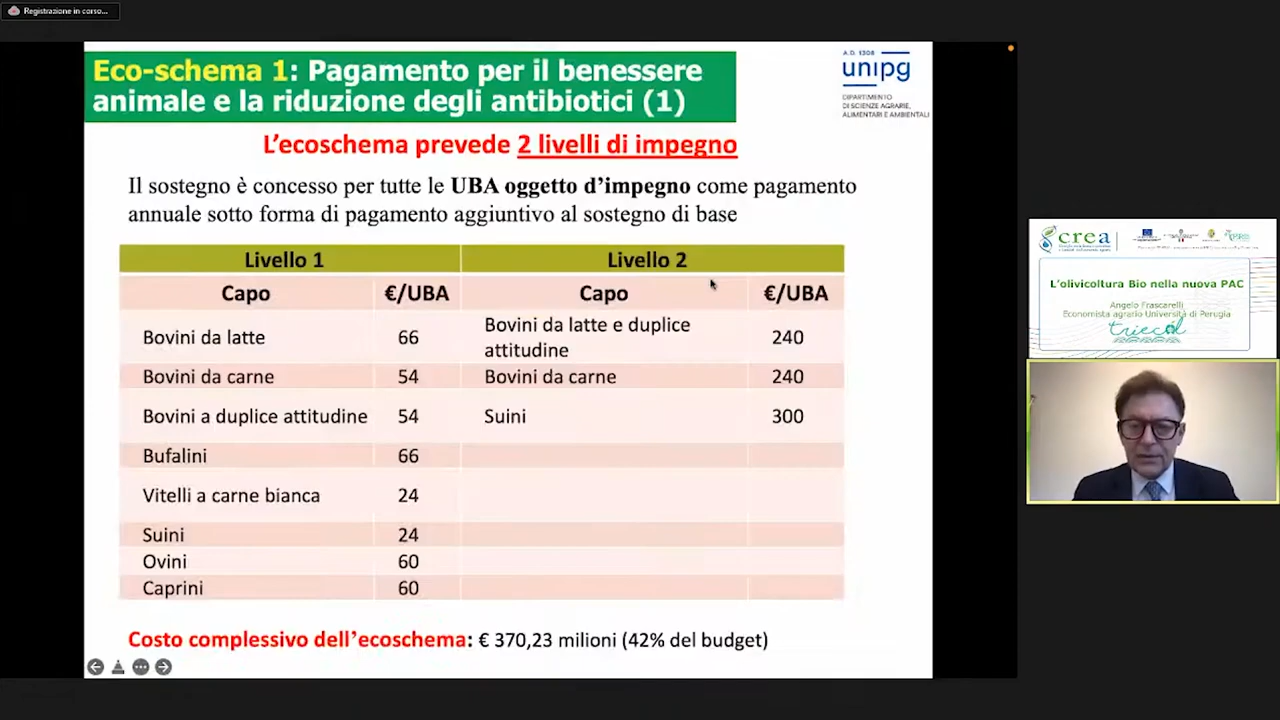 Registrazione in corso...
Eco-schema 1: Pagamento per il benessere
animale e la riduzione degli antibiotici (1)
A.D. 1308
unipg
DIPARTIMENTO
DI SCIENZE AGRARIE,
ALIMENTARI E AMBIENTALI
L'ecoschema prevede 2 livelli di impegno
Il sostegno è concesso per tutte le UBA oggetto d'impegno come pagamento
annuale sotto forma di pagamento aggiuntivo al sostegno di base
Livello 1 Livello 2
Capo €/UBA Capo €/UBA
Bovini da latte 66 Bovini da latte e duplice
attitudine 240
Bovini da carne 54 Bovini da carne 240
Bovini a duplice attitudine 54 Suini 300
Bufalini 66
Vitelli a carne bianca 24
Suini 24
Ovini 60
Caprini 60
Costo complessivo dell'ecoschema: € 370,23 milioni (42% del budget)
crea
L'olivicoltura Bio nella nuova PAC
Angelo Frascarelli
Economista agrario Università di Perugia
triecol